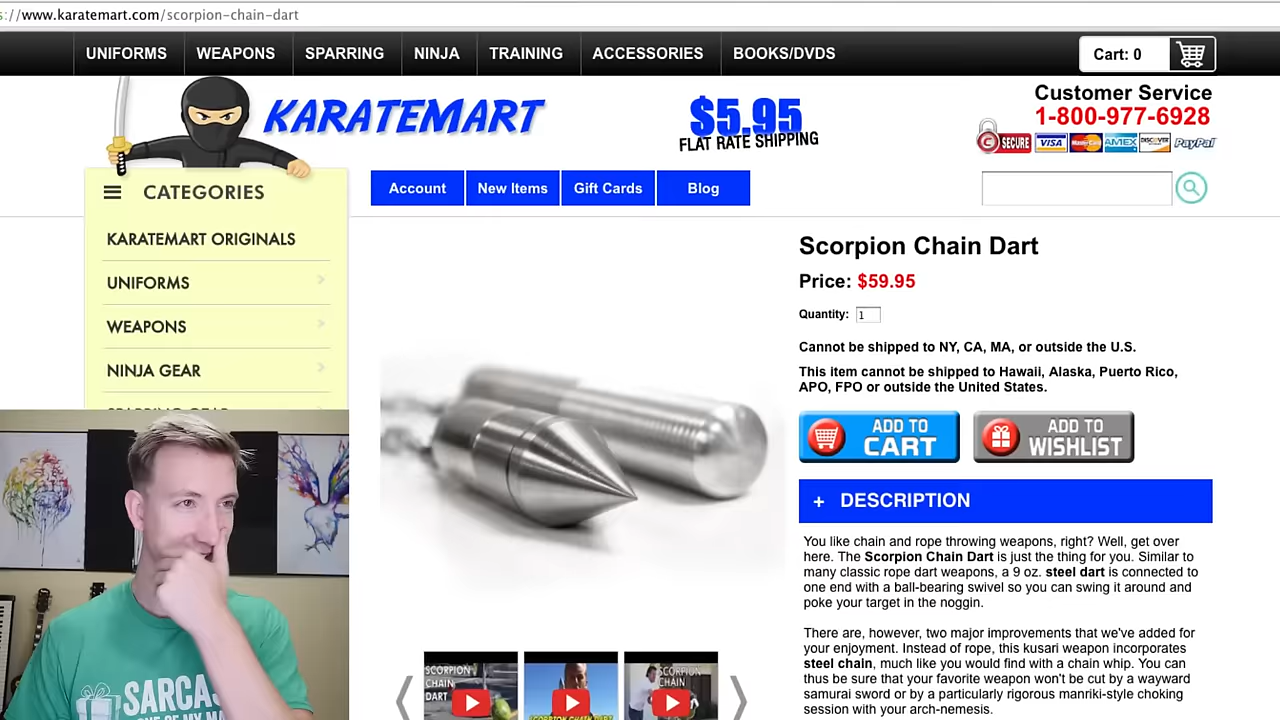 s://www.karatemart.com/scorpion-chain-dart
UNIFORMS WEAPONS SPARRING NINJA TRAINING ACCESSORIES BOOKS/DVDS
Cart: 0
KARATEMART
$5.95
FLAT RATE SHIPPING
Customer Service
1-800-977-6928
SECURE VISA MasterCard AMEX DISCOVER PayPal
CATEGORIES
Account New Items Gift Cards Blog
KARATEMART ORIGINALS
UNIFORMS
WEAPONS
NINJA GEAR
SPARRING GEAR
Scorpion Chain Dart
Price: $59.95
Quantity: 1
Cannot be shipped to NY, CA, MA, or outside the U.S.
This item cannot be shipped to Hawaii, Alaska, Puerto Rico,
APO, FPO or outside the United States.
ADD TO
CART
ADD TO
WISHLIST
+ DESCRIPTION
You like chain and rope throwing weapons, right? Well, get over
here. The Scorpion Chain Dart is just the thing for you. Similar to
many classic rope dart weapons, a 9 oz. steel dart is connected to
one end with a ball-bearing swivel so you can swing it around and
poke your target in the noggin.
There are, however, two major improvements that we've added for
your enjoyment. Instead of rope, this kusari weapon incorporates
steel chain, much like you would find with a chain whip. You can
thus be sure that your favorite weapon won't be cut by a wayward
samurai sword or by a particularly rigorous manriki-style choking
session with your arch-nemesis.
SCORPION
CHAIN
DART
SCORPION CHAIN DART
SCORPION
CHAIN
SARCAS
ONE OF MY MA